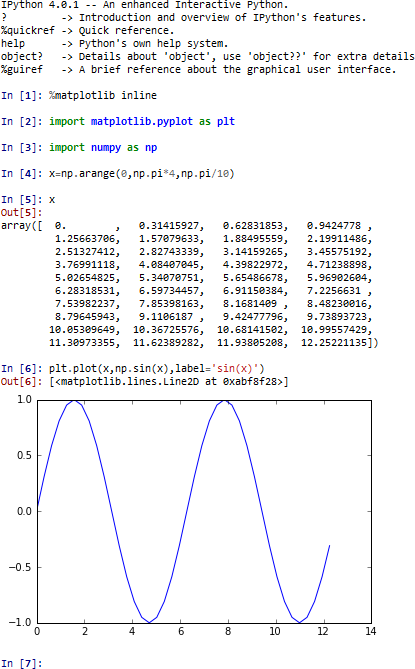 IPython 4.0.1 -- An enhanced Interactive Python.
?         -> Introduction and overview of IPython's features.
%quickref -> Quick reference.
help      -> Python's own help system.
object?   -> Details about 'object', use 'object??' for extra details
%guiref   -> A brief reference about the graphical user interface.
In [1]: %matplotlib inline
In [2]: import matplotlib.pyplot as plt
In [3]: import numpy as np
In [4]: x=np.arange(0,np.pi*4,np.pi/10)
In [5]: x
Out[5]:
array([  0.        ,   0.31415927,   0.62831853,   0.9424778 ,
         1.25663706,   1.57079633,   1.88495559,   2.19911486,
         2.51327412,   2.82743339,   3.14159265,   3.45575192,
         3.76991118,   4.08407045,   4.39822972,   4.71238898,
         5.02654825,   5.34070751,   5.65486678,   5.96902604,
         6.28318531,   6.59734457,   6.91150384,   7.2256631 ,
         7.53982237,   7.85398163,   8.1681409 ,   8.48230016,
         8.79645943,   9.1106187 ,   9.42477796,   9.73893723,
        10.05309649,  10.36725576,  10.68141502,  10.99557429,
        11.30973355,  11.62389282,  11.93805208,  12.25221135])
In [6]: plt.plot(x,np.sin(x),label='sin(x)')
Out[6]: [<matplotlib.lines.Line2D at 0xabf8f28>]
1.0
0.5
0.0
−0.5
−1.0
0 2 4 6 8 10 12 14
In [7]: